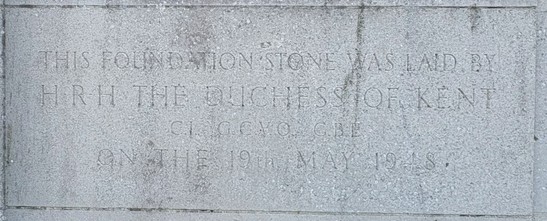 THIS FOUNDATION STONE WAS LAID BY
H·R·H·THE DUCHESS OF KENT
CI. GCVO. GBE
ON THE 19TH MAY 1948.